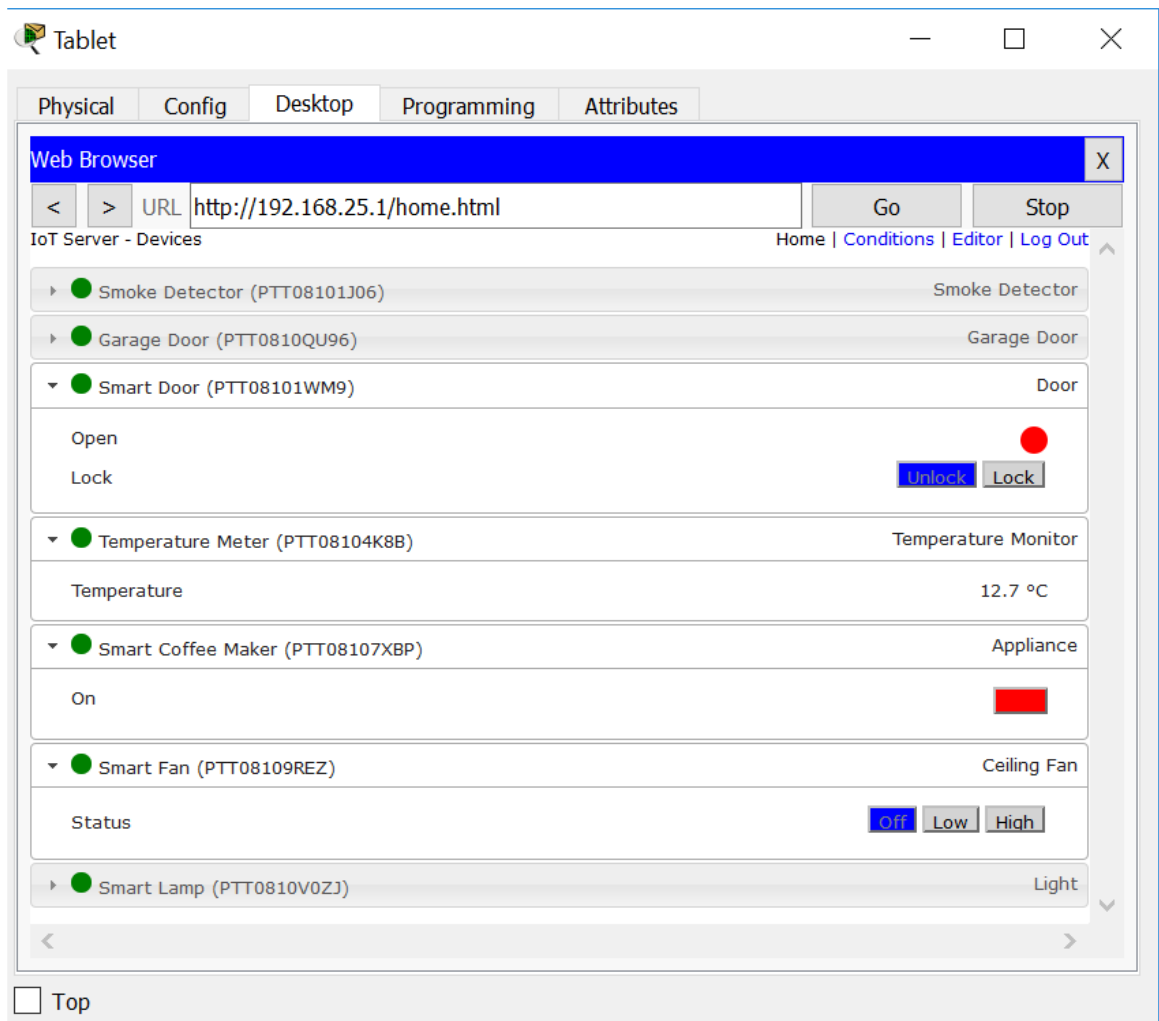 Tablet
Physical Config Desktop Programming Attributes
Web Browser X
< > URL http://192.168.25.1/home.html Go Stop
IoT Server - Devices Home | Conditions | Editor | Log Out
Smoke Detector (PTT08101J06) Smoke Detector
Garage Door (PTT0810QU96) Garage Door
Smart Door (PTT08101WM9) Door
Open
Lock Unlock Lock
Temperature Meter (PTT08104K8B) Temperature Monitor
Temperature 12.7 °C
Smart Coffee Maker (PTT08107XBP) Appliance
On
Smart Fan (PTT08109REZ) Ceiling Fan
Status Off Low High
Smart Lamp (PTT0810V0ZJ) Light
Top